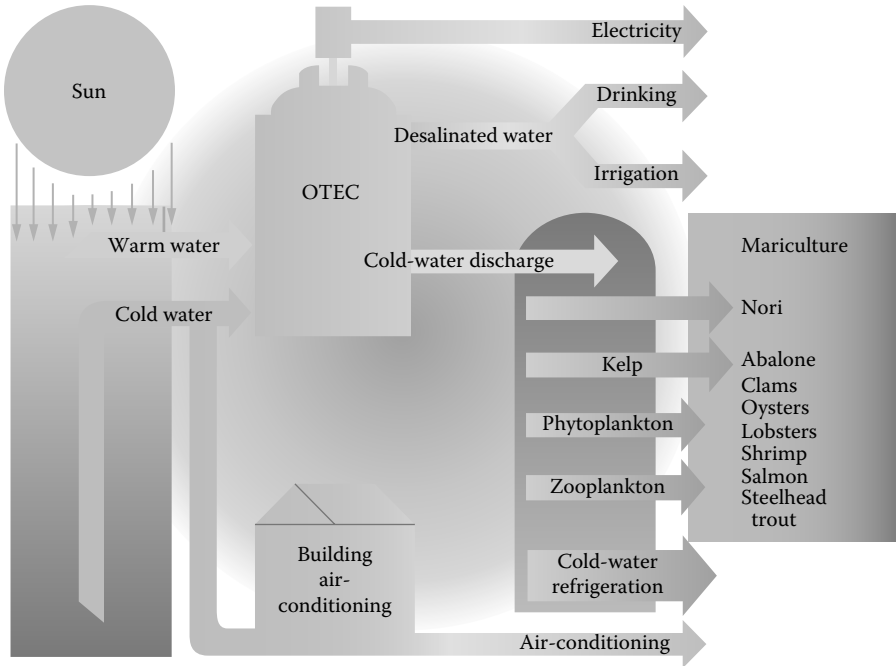 Sun
Electricity
Drinking
Desalinated water
Irrigation
OTEC
Warm water
Cold-water discharge
Cold water
Mariculture
Nori
Kelp
Abalone
Clams
Oysters
Lobsters
Shrimp
Salmon
Steelhead
trout
Phytoplankton
Zooplankton
Cold-water
refrigeration
Building
air-
conditioning
Air-conditioning